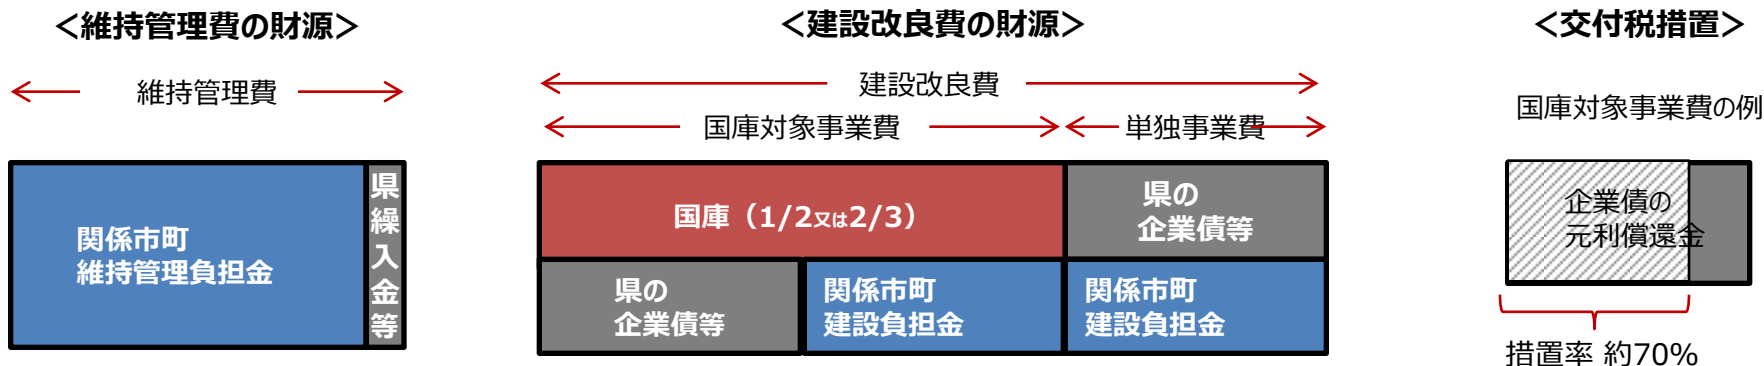 ＜維持管理費の財源＞
維持管理費
関係市町
維持管理負担金
県繰入金等
＜建設改良費の財源＞
建設改良費
国庫対象事業費
単独事業費
国庫（1/2又は2/3）
県の
企業債等
県の
企業債等
関係市町
建設負担金
関係市町
建設負担金
＜交付税措置＞
国庫対象事業費の例
企業債の
元利償還金
措置率 約70%